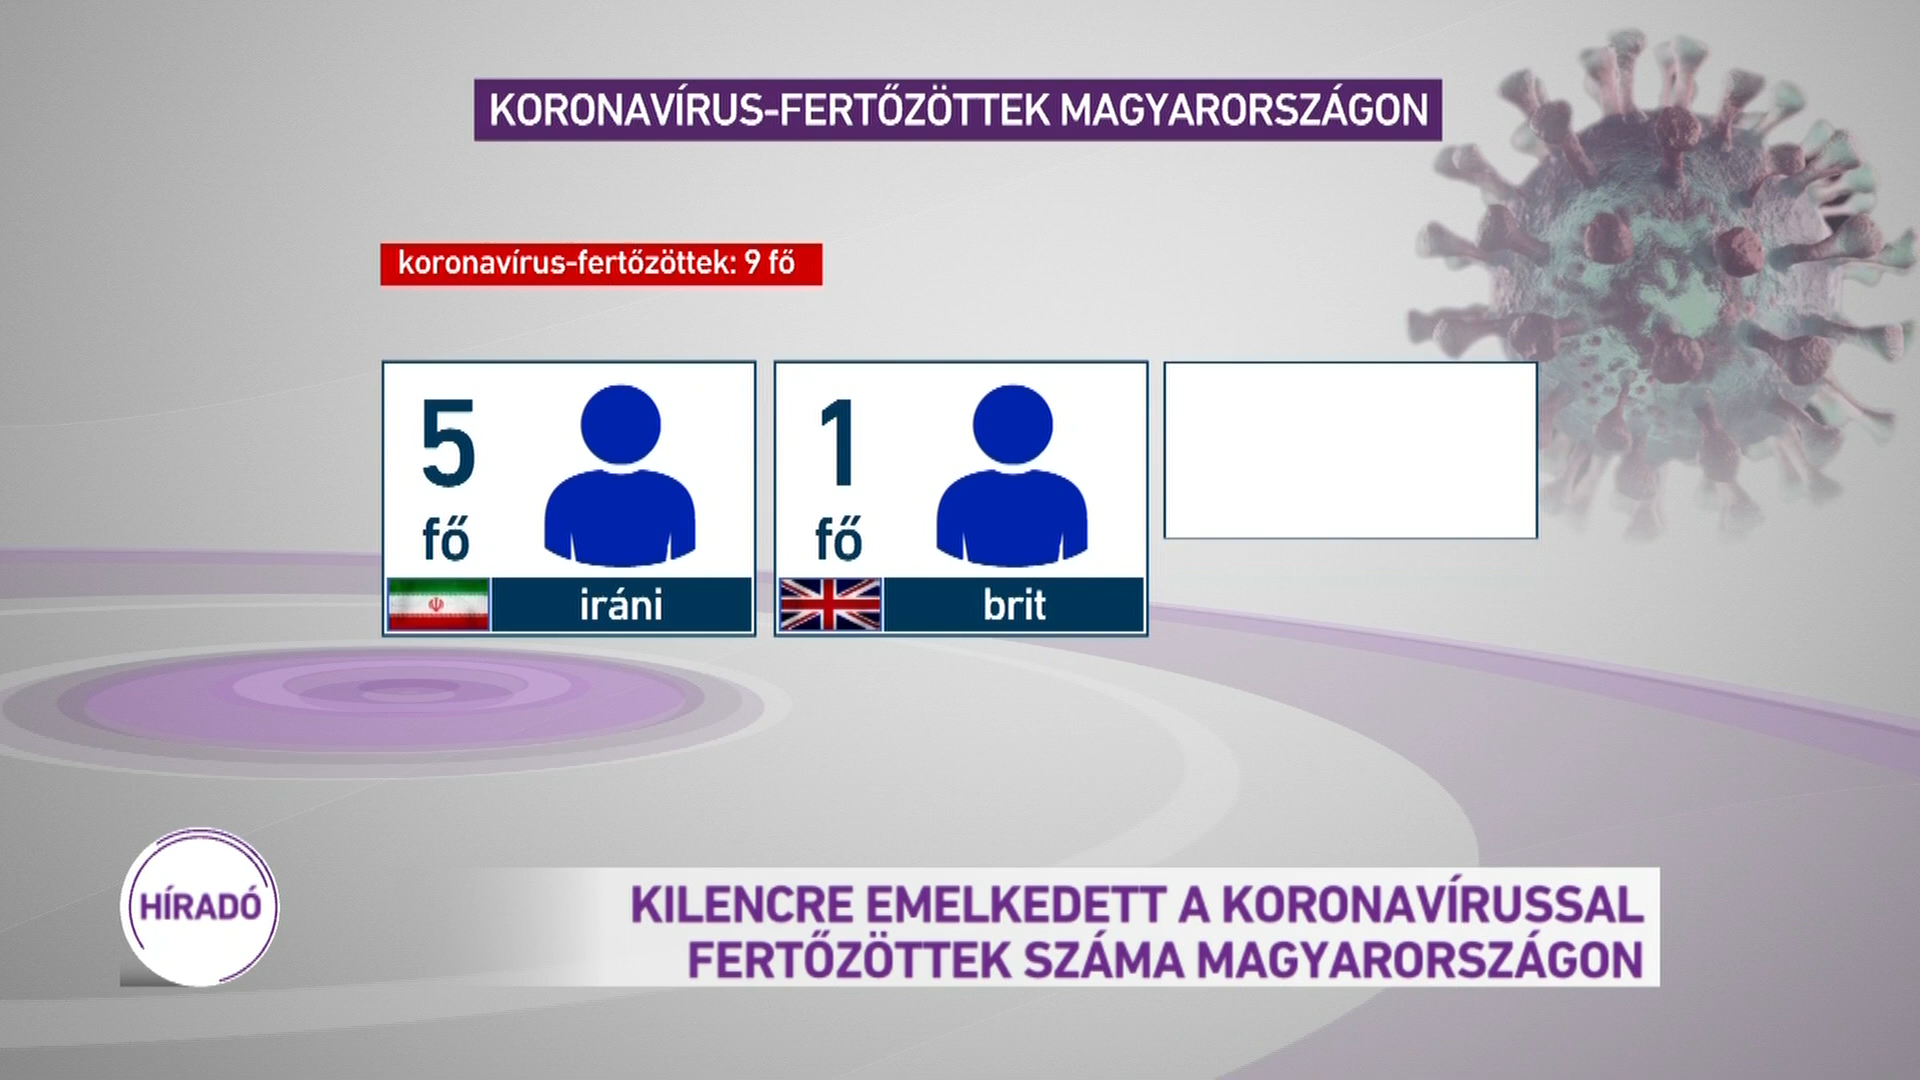 KORONAVÍRUS-FERTŐZÖTTEK MAGYARORSZÁGON
koronavírus-fertőzöttek: 9 fő
5
fő
iráni
1
fő
brit
HÍRADÓ
KILENCRE EMELKEDETT A KORONAVÍRUSSAL
FERTŐZÖTTEK SZÁMA MAGYARORSZÁGON